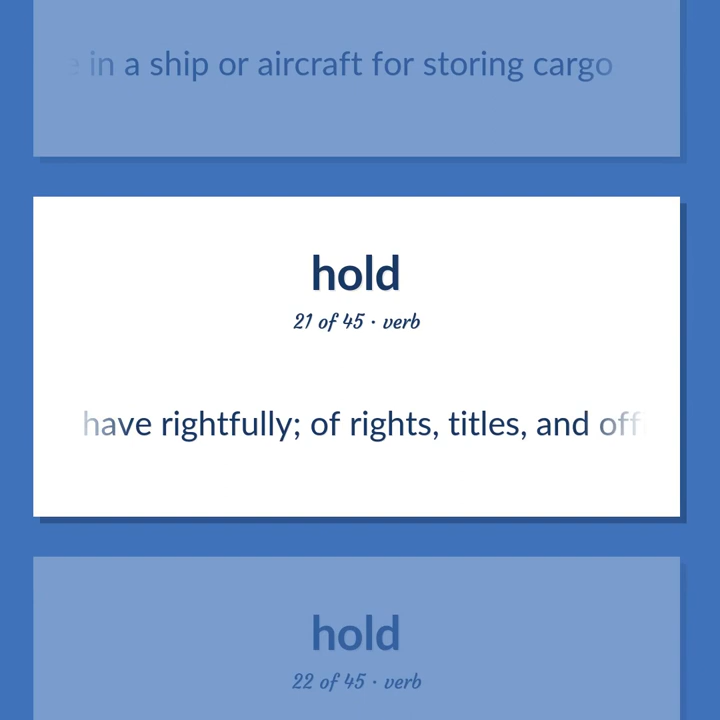 in a ship or aircraft for storing cargo
hold
21 of 45 · verb
have rightfully; of rights, titles, and
hold
22 of 45 · verb